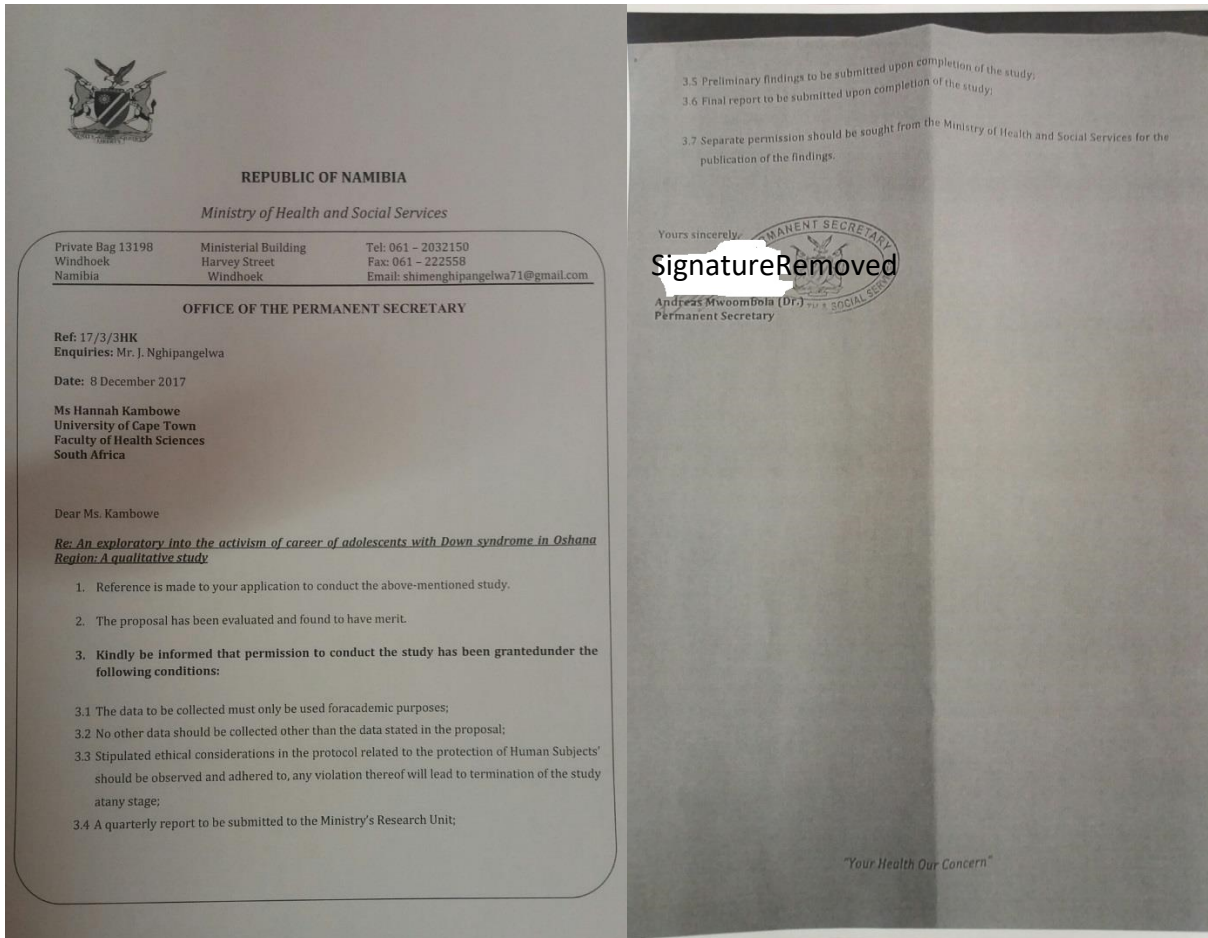 REPUBLIC OF NAMIBIA
Ministry of Health and Social Services
Private Bag 13198
Windhoek
Namibia
Ministerial Building
Harvey Street
Windhoek
Tel: 061 – 2032150
Fax: 061 – 222558
Email: shimenghipangelwa71@gmail.com
OFFICE OF THE PERMANENT SECRETARY
Ref: 17/3/3HK
Enquiries: Mr. J. Nghipangelwa
Date: 8 December 2017
Ms Hannah Kambowe
University of Cape Town
Faculty of Health Sciences
South Africa
Dear Ms. Kambowe
Re: An exploratory into the activism of career of adolescents with Down syndrome in Oshana
Region: A qualitative study
1. Reference is made to your application to conduct the above-mentioned study.
2. The proposal has been evaluated and found to have merit.
3. Kindly be informed that permission to conduct the study has been grantedunder the
following conditions:
3.1 The data to be collected must only be used foracademic purposes;
3.2 No other data should be collected other than the data stated in the proposal;
3.3 Stipulated ethical considerations in the protocol related to the protection of Human Subjects'
should be observed and adhered to, any violation thereof will lead to termination of the study
atany stage;
3.4 A quarterly report to be submitted to the Ministry's Research Unit;
3.5 Preliminary findings to be submitted upon completion of the study;
3.6 Final report to be submitted upon completion of the study;
3.7 Separate permission should be sought from the Ministry of Health and Social Services for the
publication of the findings.
Yours sincerely,
SignatureRemoved
Andreas Mwoombola (Dr.)
Permanent Secretary
SECRETARY
SOCIAL
"Your Health Our Concern"